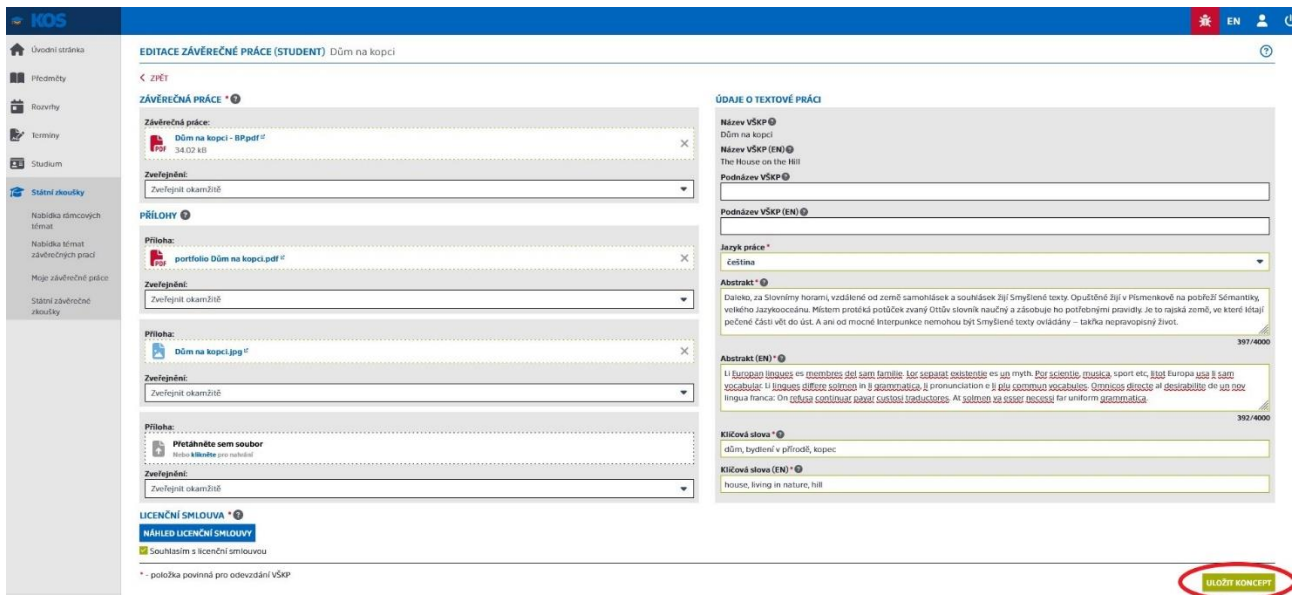 KOS
EN
Úvodní stránka
Předměty
Rozvrhy
Termíny
Studium
Státní zkoušky
Nabídka rámcových
témat
Nabídka témat
závěrečných prací
Moje závěrečné práce
Státní závěrečné
zkoušky
EDITACE ZÁVĚREČNÉ PRÁCE (STUDENT) Dům na kopci
ZPĚT
ZÁVĚREČNÁ PRÁCE *
Závěrečná práce:
PDF
Dům na kopci - BP.pdf
34.02 kB
Zveřejnění:
Zveřejnit okamžitě
PŘÍLOHY
Příloha:
PDF
portfolio Dům na kopci.pdf
Zveřejnění:
Zveřejnit okamžitě
Příloha:
Dům na kopci.jpg
Zveřejnění:
Zveřejnit okamžitě
Příloha:
Přetáhněte sem soubor
Nebo klikněte pro nahrání
Zveřejnění:
Zveřejnit okamžitě
LICENČNÍ SMLOUVA *
NÁHLED LICENČNÍ SMLOUVY
Souhlasím s licenční smlouvou
* - položka povinná pro odevzdání VŠKP
ÚDAJE O TEXTOVÉ PRÁCI
Název VŠKP
Dům na kopci
Název VŠKP (EN)
The House on the Hill
Podnázev VŠKP
Podnázev VŠKP (EN)
Jazyk práce *
čeština
Abstrakt *
Daleko, za Slovnímy horami, vzdálené od země samohlásek a souhlásek žijí Smyšlené texty. Opuštěné žijí v Písmenkově na pobřeží Sémantiky,
velkého Jazykooceánu. Místem protéká potůček zvaný Ottův slovník naučný a zásobuje ho potřebnými pravidly. Je to rajská země, ve které létají
pečené části vět do úst. A ani od mocné Interpunkce nemohou být Smyšlené texty ovládány – takřka nepravopisný život.
397/4000
Abstrakt (EN) *
Li Europan lingues es membres del sam familie. Lor separat existentie es un myth. Por scientie, musica, sport etc, litot Europa usa li sam
vocabular. Li lingues differe solmen in li grammatica, li pronunciation e li plu commun vocabules. Omnicos directe al desirabilite de un nov
lingua franca: On refusa continuar payar custosi traductores. At solmen va esser necessi far uniform grammatica.
392/4000
Klíčová slova *
dům, bydlení v přírodě, kopec
Klíčová slova (EN) *
house, living in nature, hill
ULOŽIT KONCEPT